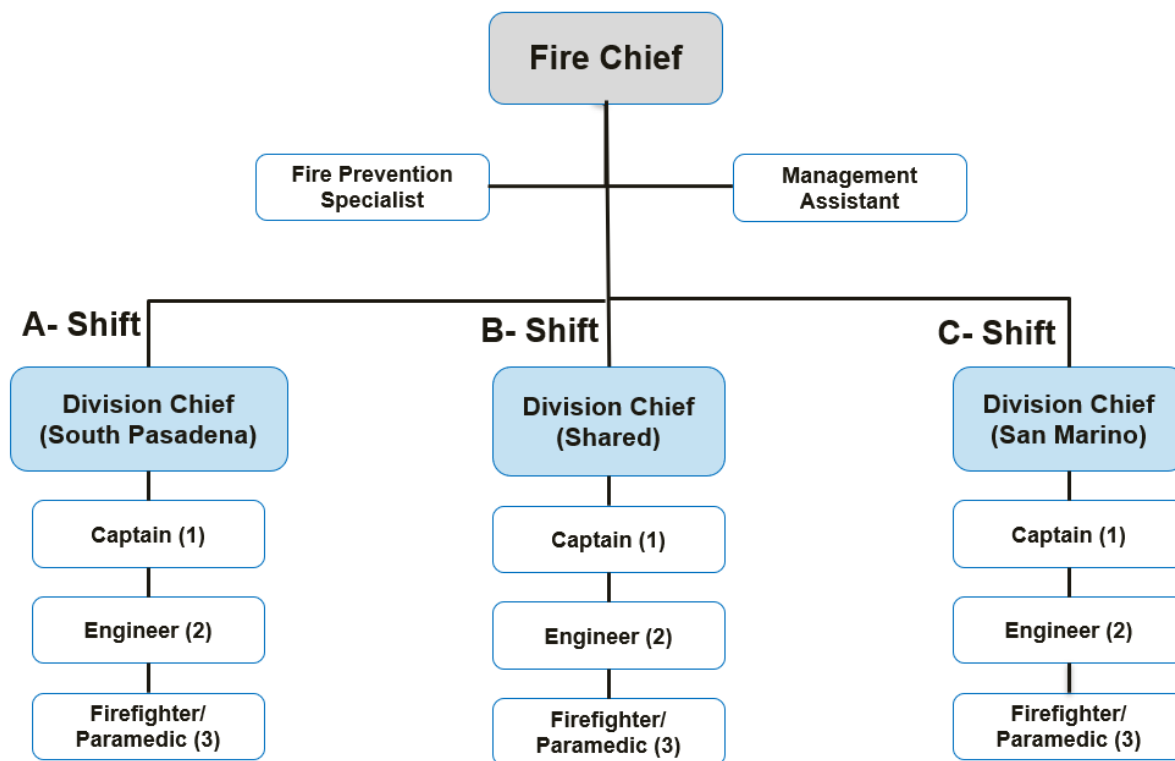 Fire Chief
Fire Prevention
Specialist
Management
Assistant
A- Shift
B- Shift
C- Shift
Division Chief
(South Pasadena)
Division Chief
(Shared)
Division Chief
(San Marino)
Captain (1)
Captain (1)
Captain (1)
Engineer (2)
Engineer (2)
Engineer (2)
Firefighter/
Paramedic (3)
Firefighter/
Paramedic (3)
Firefighter/
Paramedic (3)